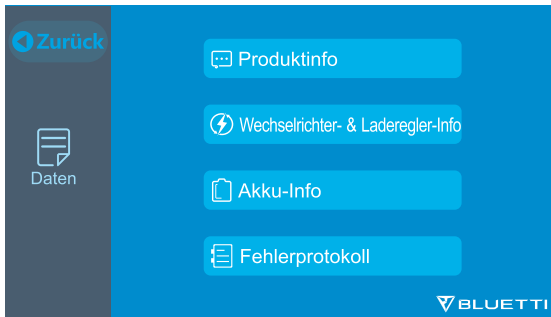 Zurück
Daten
Produktinfo
Wechselrichter- & Laderegler-Info
Akku-Info
Fehlerprotokoll
BLUETTI